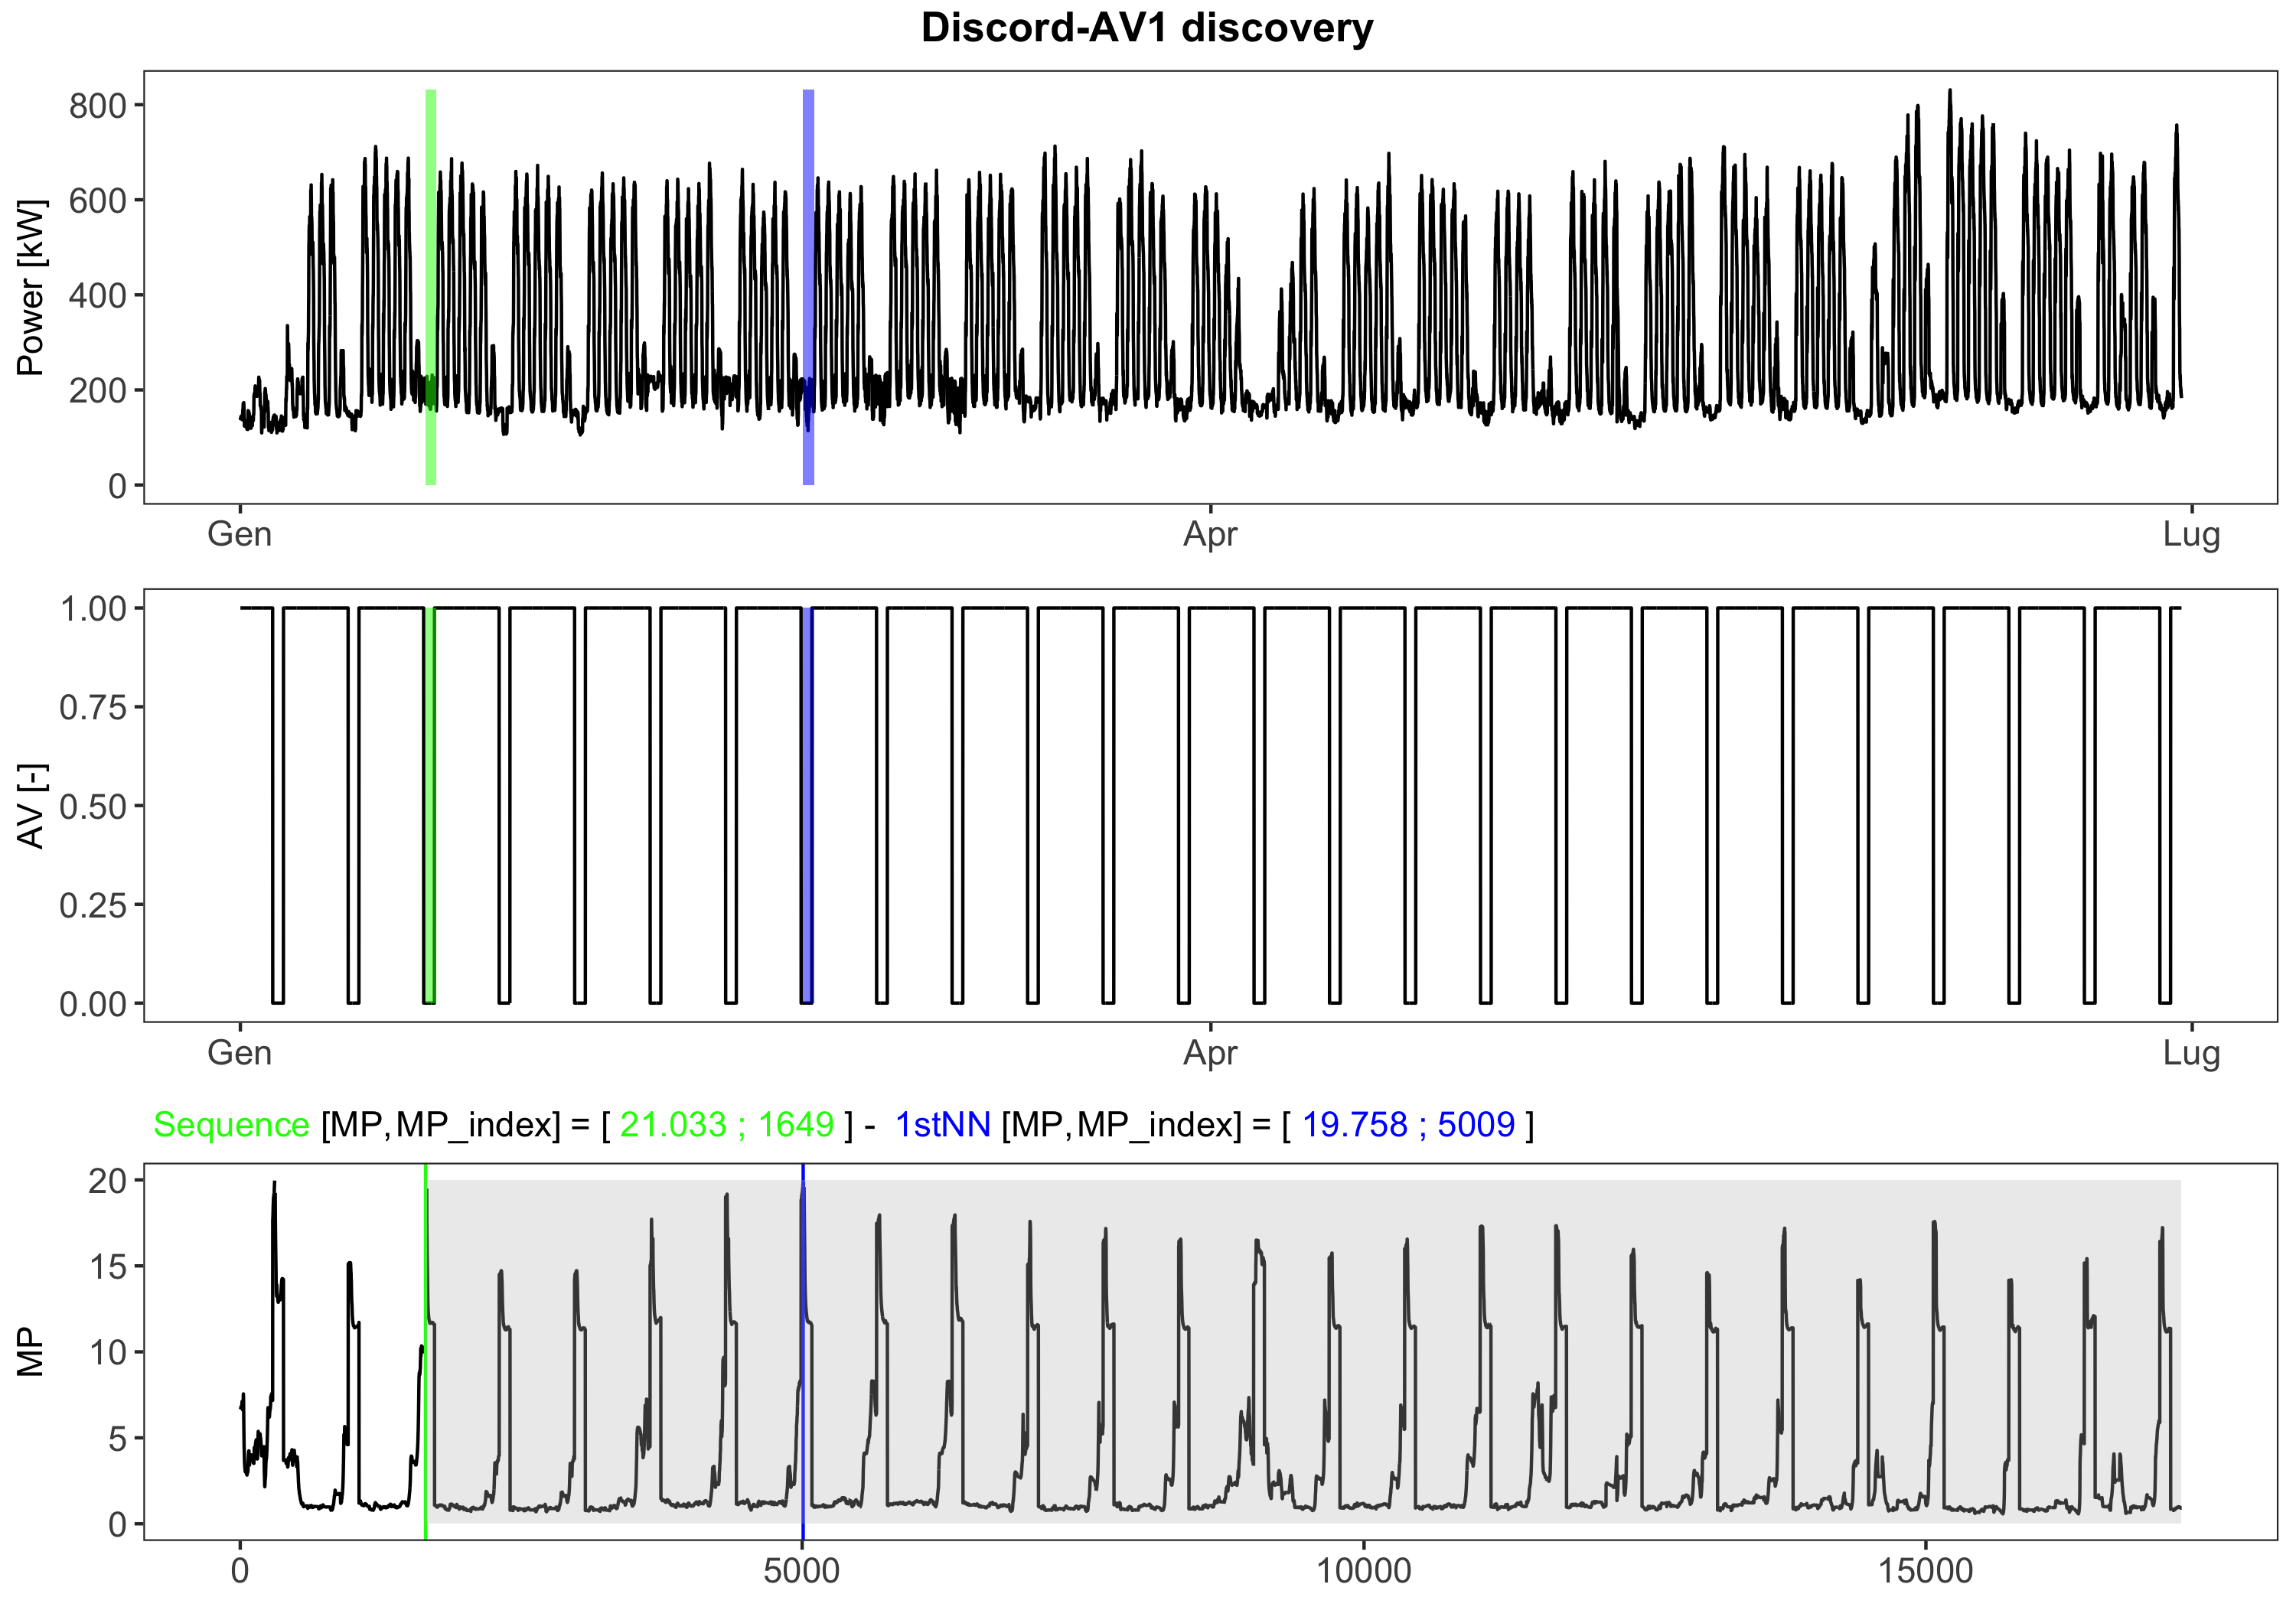 Discord-AV1 discovery
Power [kW]
800
600
400
200
0
Gen Apr Lug
AV [-]
1.00
0.75
0.50
0.25
0.00
Gen Apr Lug
Sequence [MP,MP_index] = [ 21.033 ; 1649 ] - 1stNN [MP,MP_index] = [ 19.758 ; 5009 ]
MP
20
15
10
5
0
0 5000 10000 15000